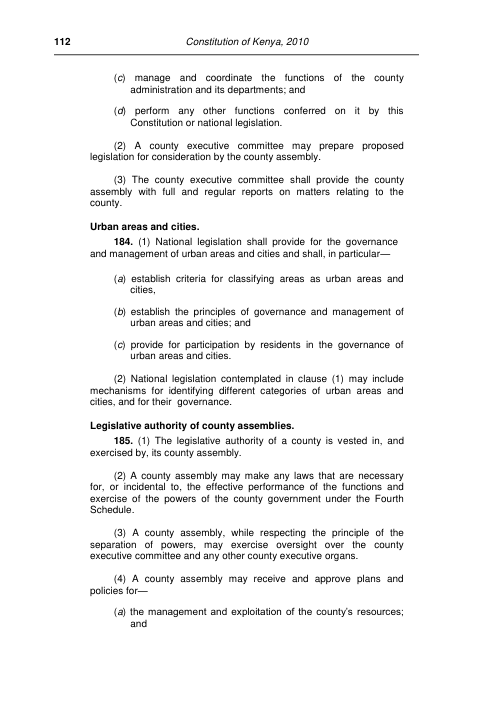 112 Constitution of Kenya, 2010
(c) manage and coordinate the functions of the county
administration and its departments; and
(d) perform any other functions conferred on it by this
Constitution or national legislation.
(2) A county executive committee may prepare proposed
legislation for consideration by the county assembly.
(3) The county executive committee shall provide the county
assembly with full and regular reports on matters relating to the
county.
Urban areas and cities.
184. (1) National legislation shall provide for the governance
and management of urban areas and cities and shall, in particular—
(a) establish criteria for classifying areas as urban areas and
cities,
(b) establish the principles of governance and management of
urban areas and cities; and
(c) provide for participation by residents in the governance of
urban areas and cities.
(2) National legislation contemplated in clause (1) may include
mechanisms for identifying different categories of urban areas and
cities, and for their governance.
Legislative authority of county assemblies.
185. (1) The legislative authority of a county is vested in, and
exercised by, its county assembly.
(2) A county assembly may make any laws that are necessary
for, or incidental to, the effective performance of the functions and
exercise of the powers of the county government under the Fourth
Schedule.
(3) A county assembly, while respecting the principle of the
separation of powers, may exercise oversight over the county
executive committee and any other county executive organs.
(4) A county assembly may receive and approve plans and
policies for—
(a) the management and exploitation of the county's resources;
and